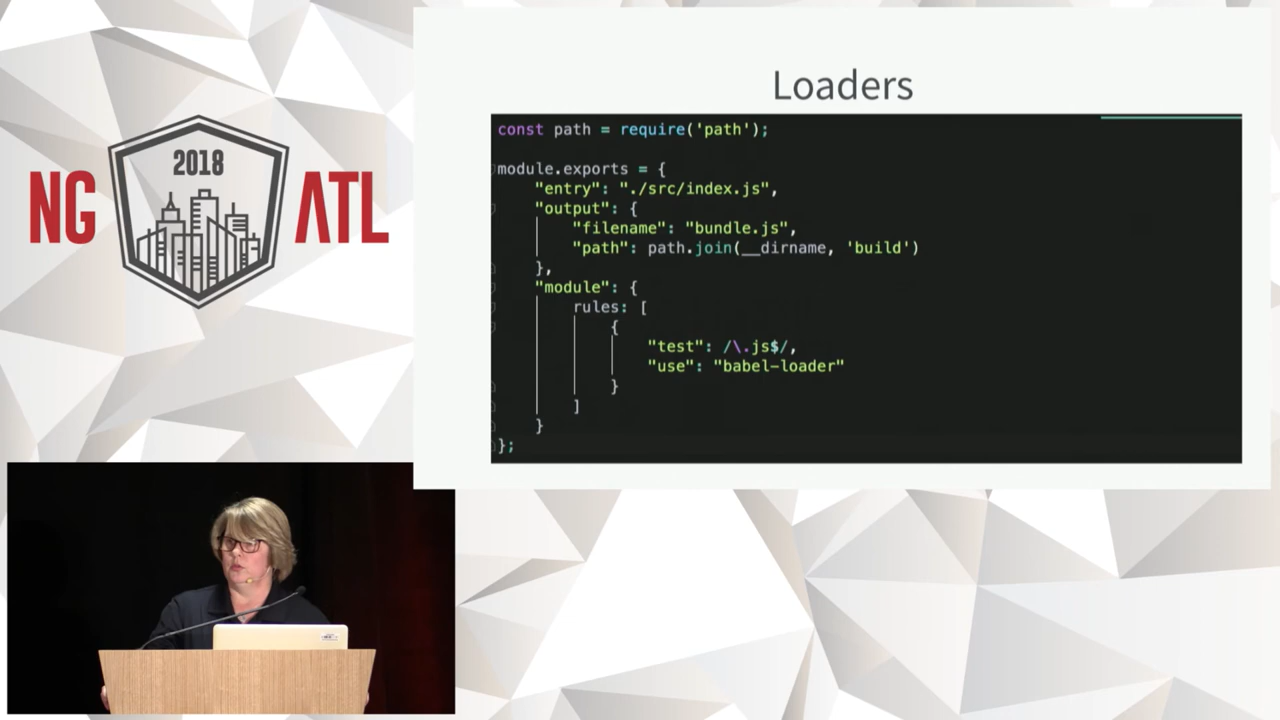 NG
2018
ATL
Loaders
const path = require('path');
module.exports = {
"entry": "./src/index.js",
"output": {
"filename": "bundle.js",
"path": path.join(__dirname, 'build')
},
"module": {
rules: [
{
"test": /\.js$/,
"use": "babel-loader"
}
]
}
};